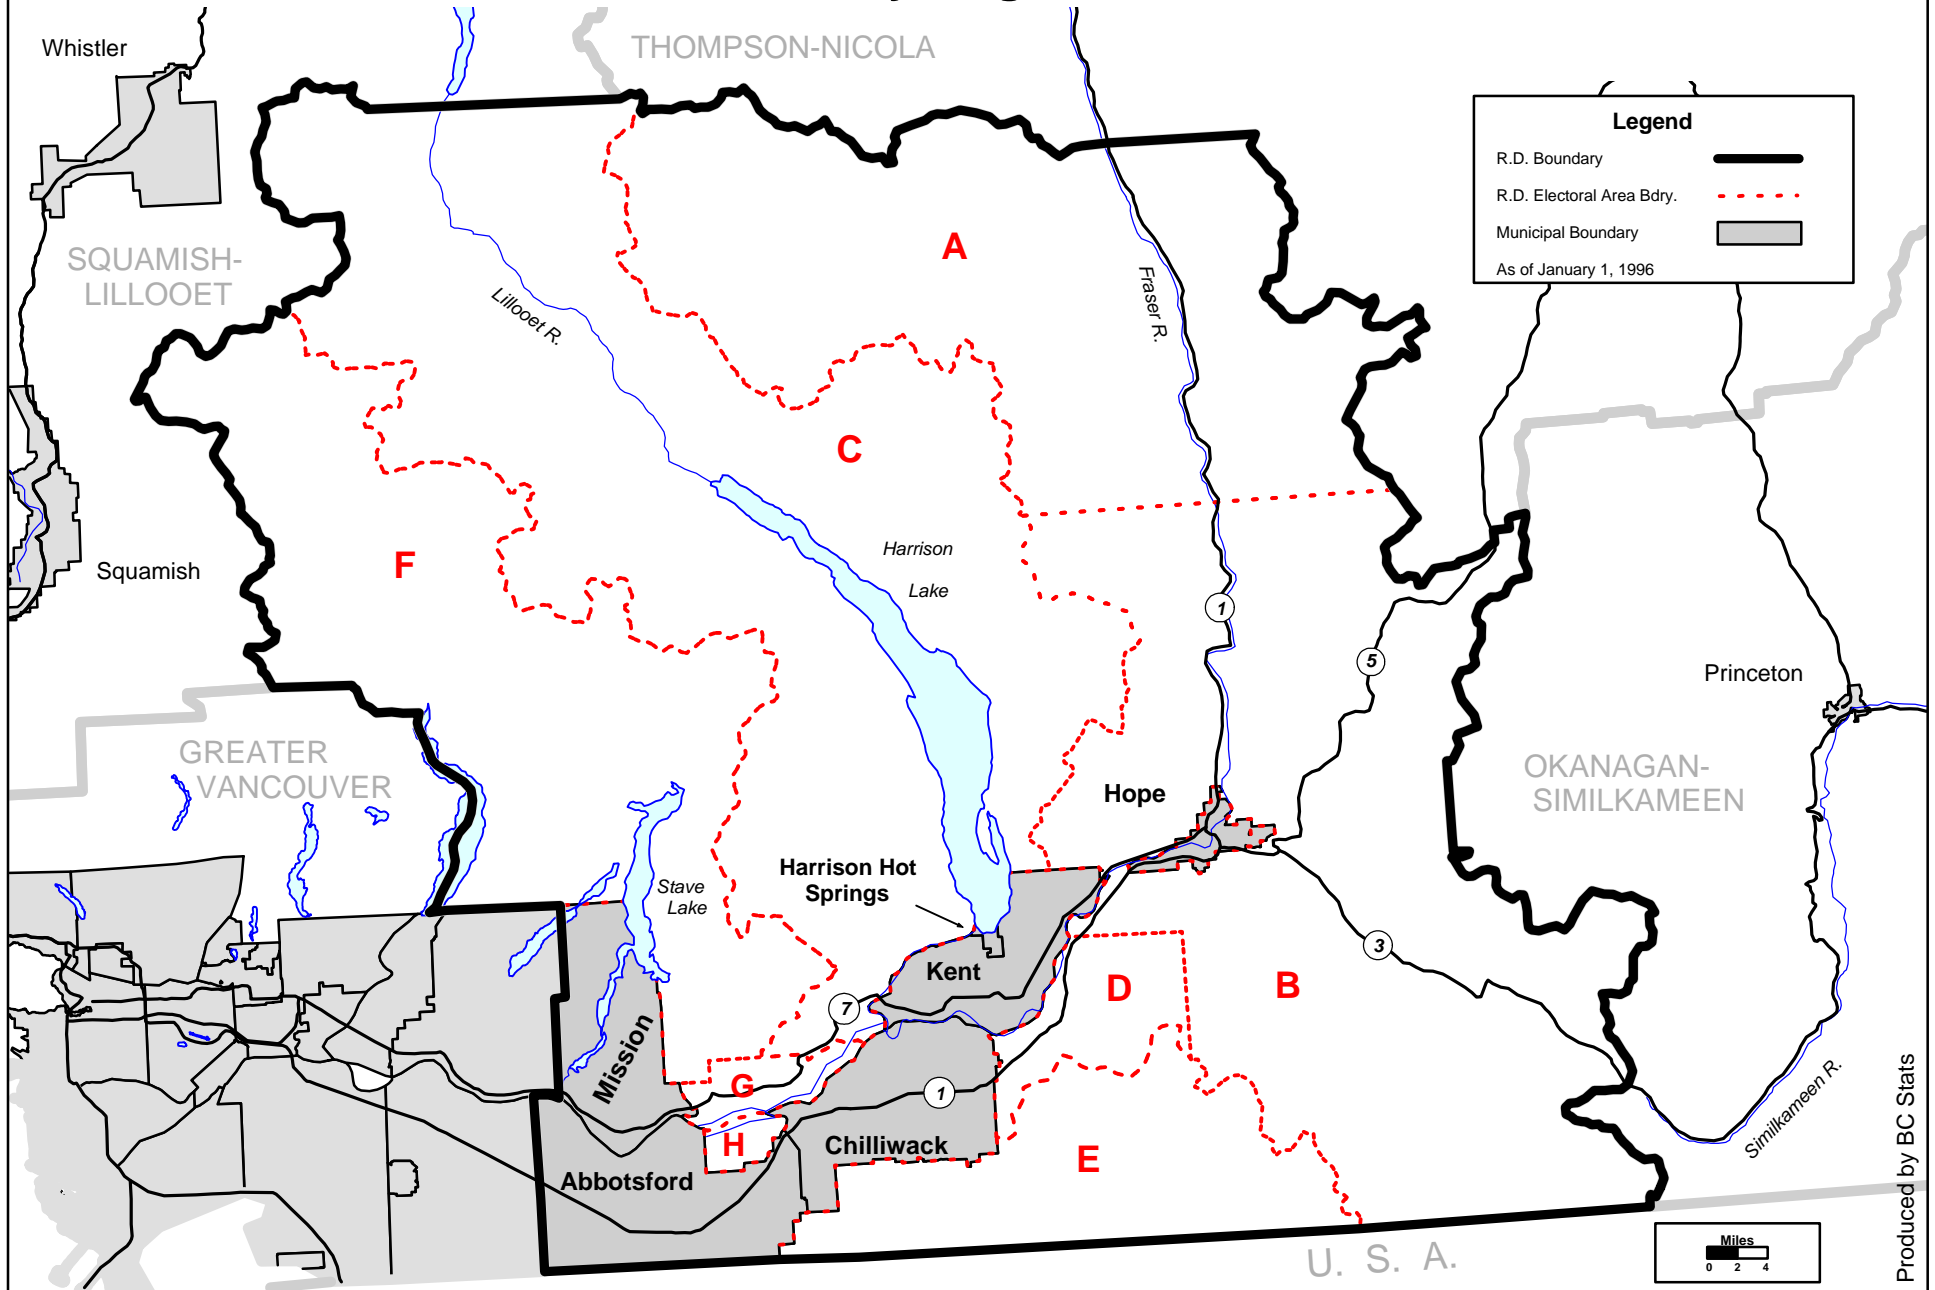 Whistler
THOMPSON-NICOLA
Legend
R.D. Boundary
R.D. Electoral Area Bdry.
Municipal Boundary
As of January 1, 1996
SQUAMISH-
LILLOOET
A
Lillooet R.
Fraser R.
C
F
Squamish
Harrison
Lake
1
5
Princeton
GREATER
VANCOUVER
OKANAGAN-
SIMILKAMEEN
Hope
Harrison Hot
Springs
Stave
Lake
Kent
D
B
3
7
Mission
G
1
H
Chilliwack
Abbotsford
E
Similkameen R.
U. S. A.
Miles
0 2 4
Produced by BC Stats